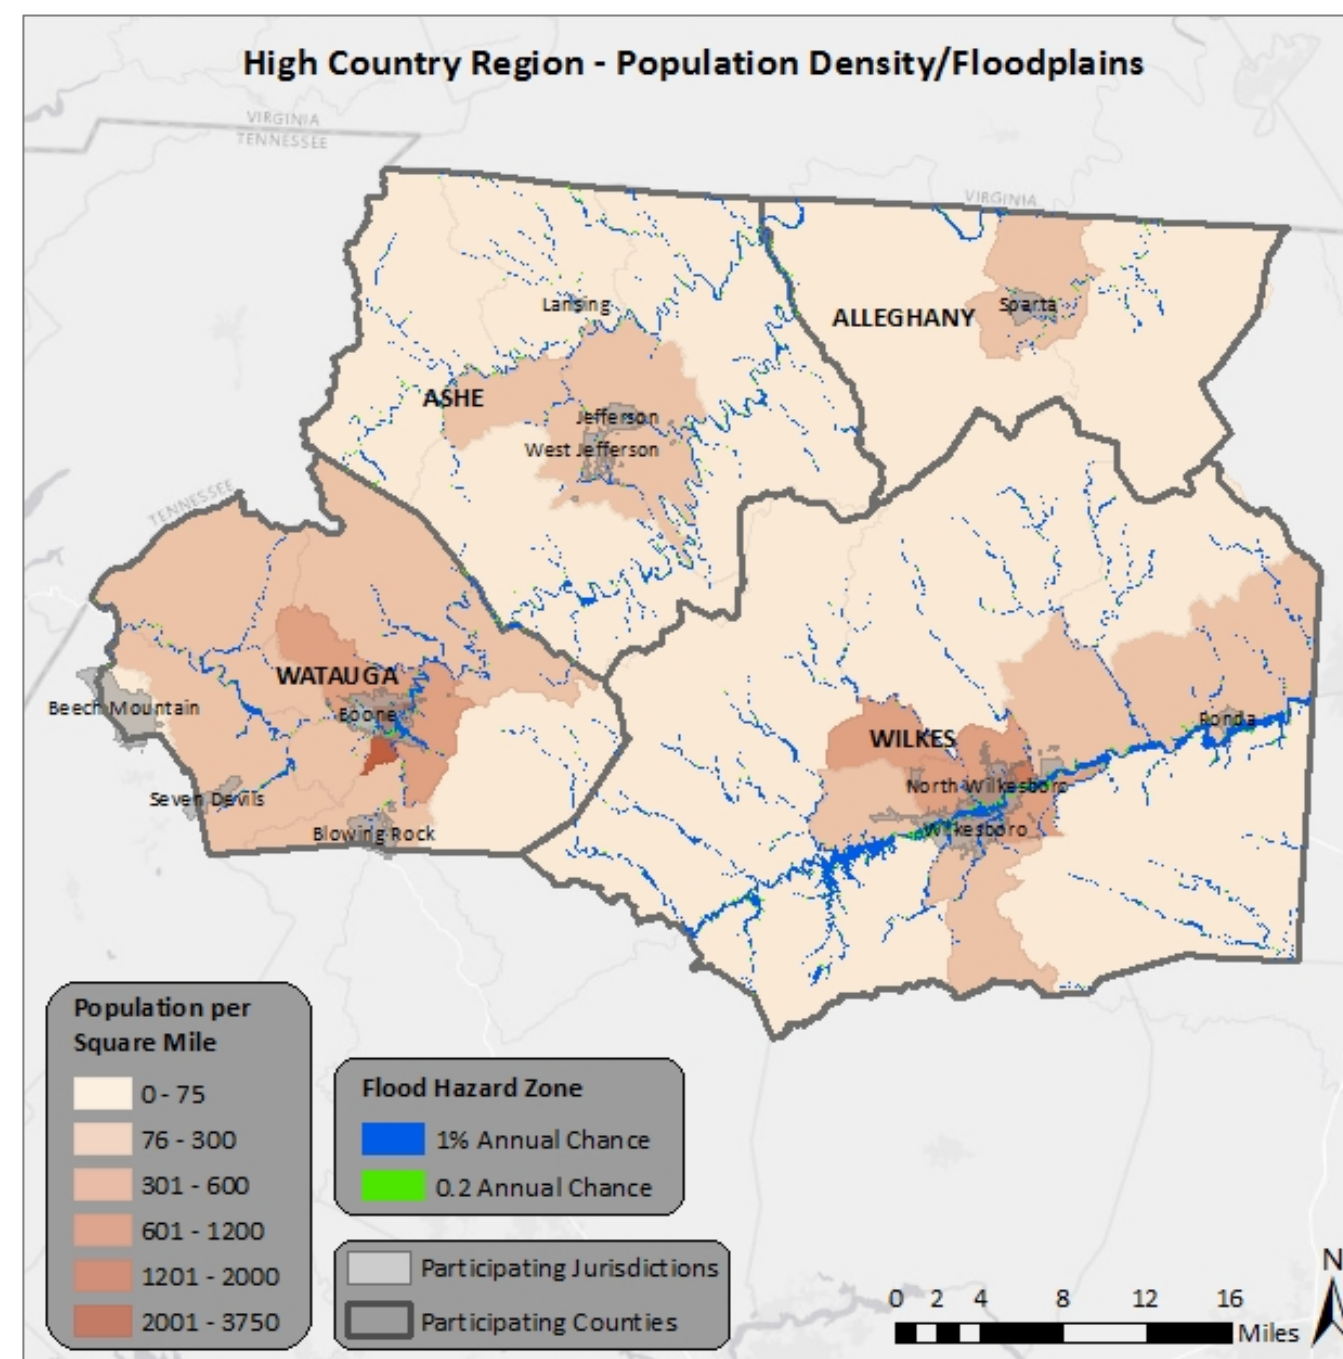 High Country Region - Population Density/Floodplains
VIRGINIA
TENNESSEE
VIRGINIA
Lansing
Sparta
ALLEGHANY
ASHE
Jefferson
West Jefferson
TENNESSEE
WATAUGA
Beech Mountain
Boone
Ronda
WILKES
North Wilkesboro
Seven Devils
Blowing Rock
Wilkesboro
Population per
Square Mile
0 - 75
76 - 300
301 - 600
601 - 1200
1201 - 2000
2001 - 3750
Flood Hazard Zone
1% Annual Chance
0.2 Annual Chance
Participating Jurisdictions
Participating Counties
N
0 2 4 8 12 16
Miles